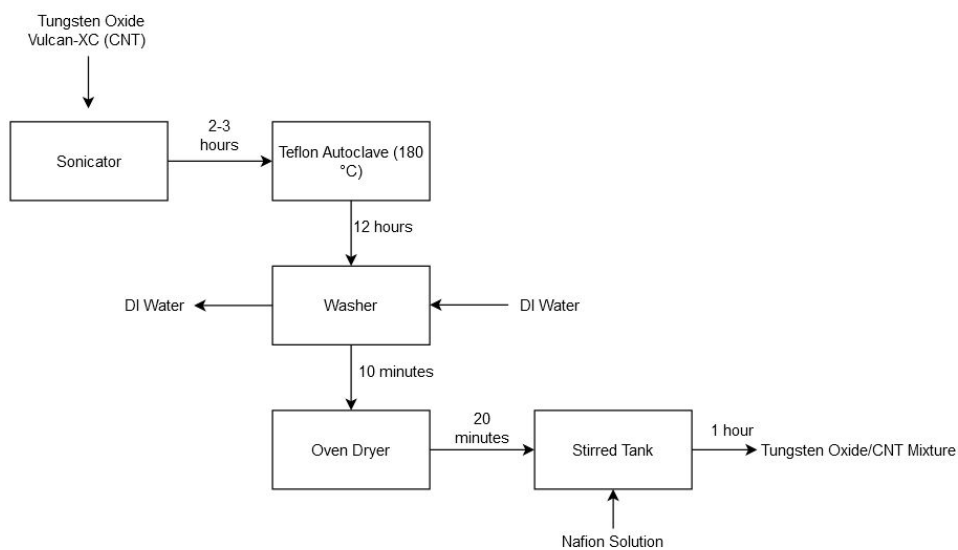 Tungsten Oxide
Vulcan-XC (CNT)
Sonicator
2-3
hours
Teflon Autoclave (180
°C)
12 hours
DI Water
Washer
DI Water
10 minutes
Oven Dryer
20
minutes
Stirred Tank
1 hour
Tungsten Oxide/CNT Mixture
Nafion Solution